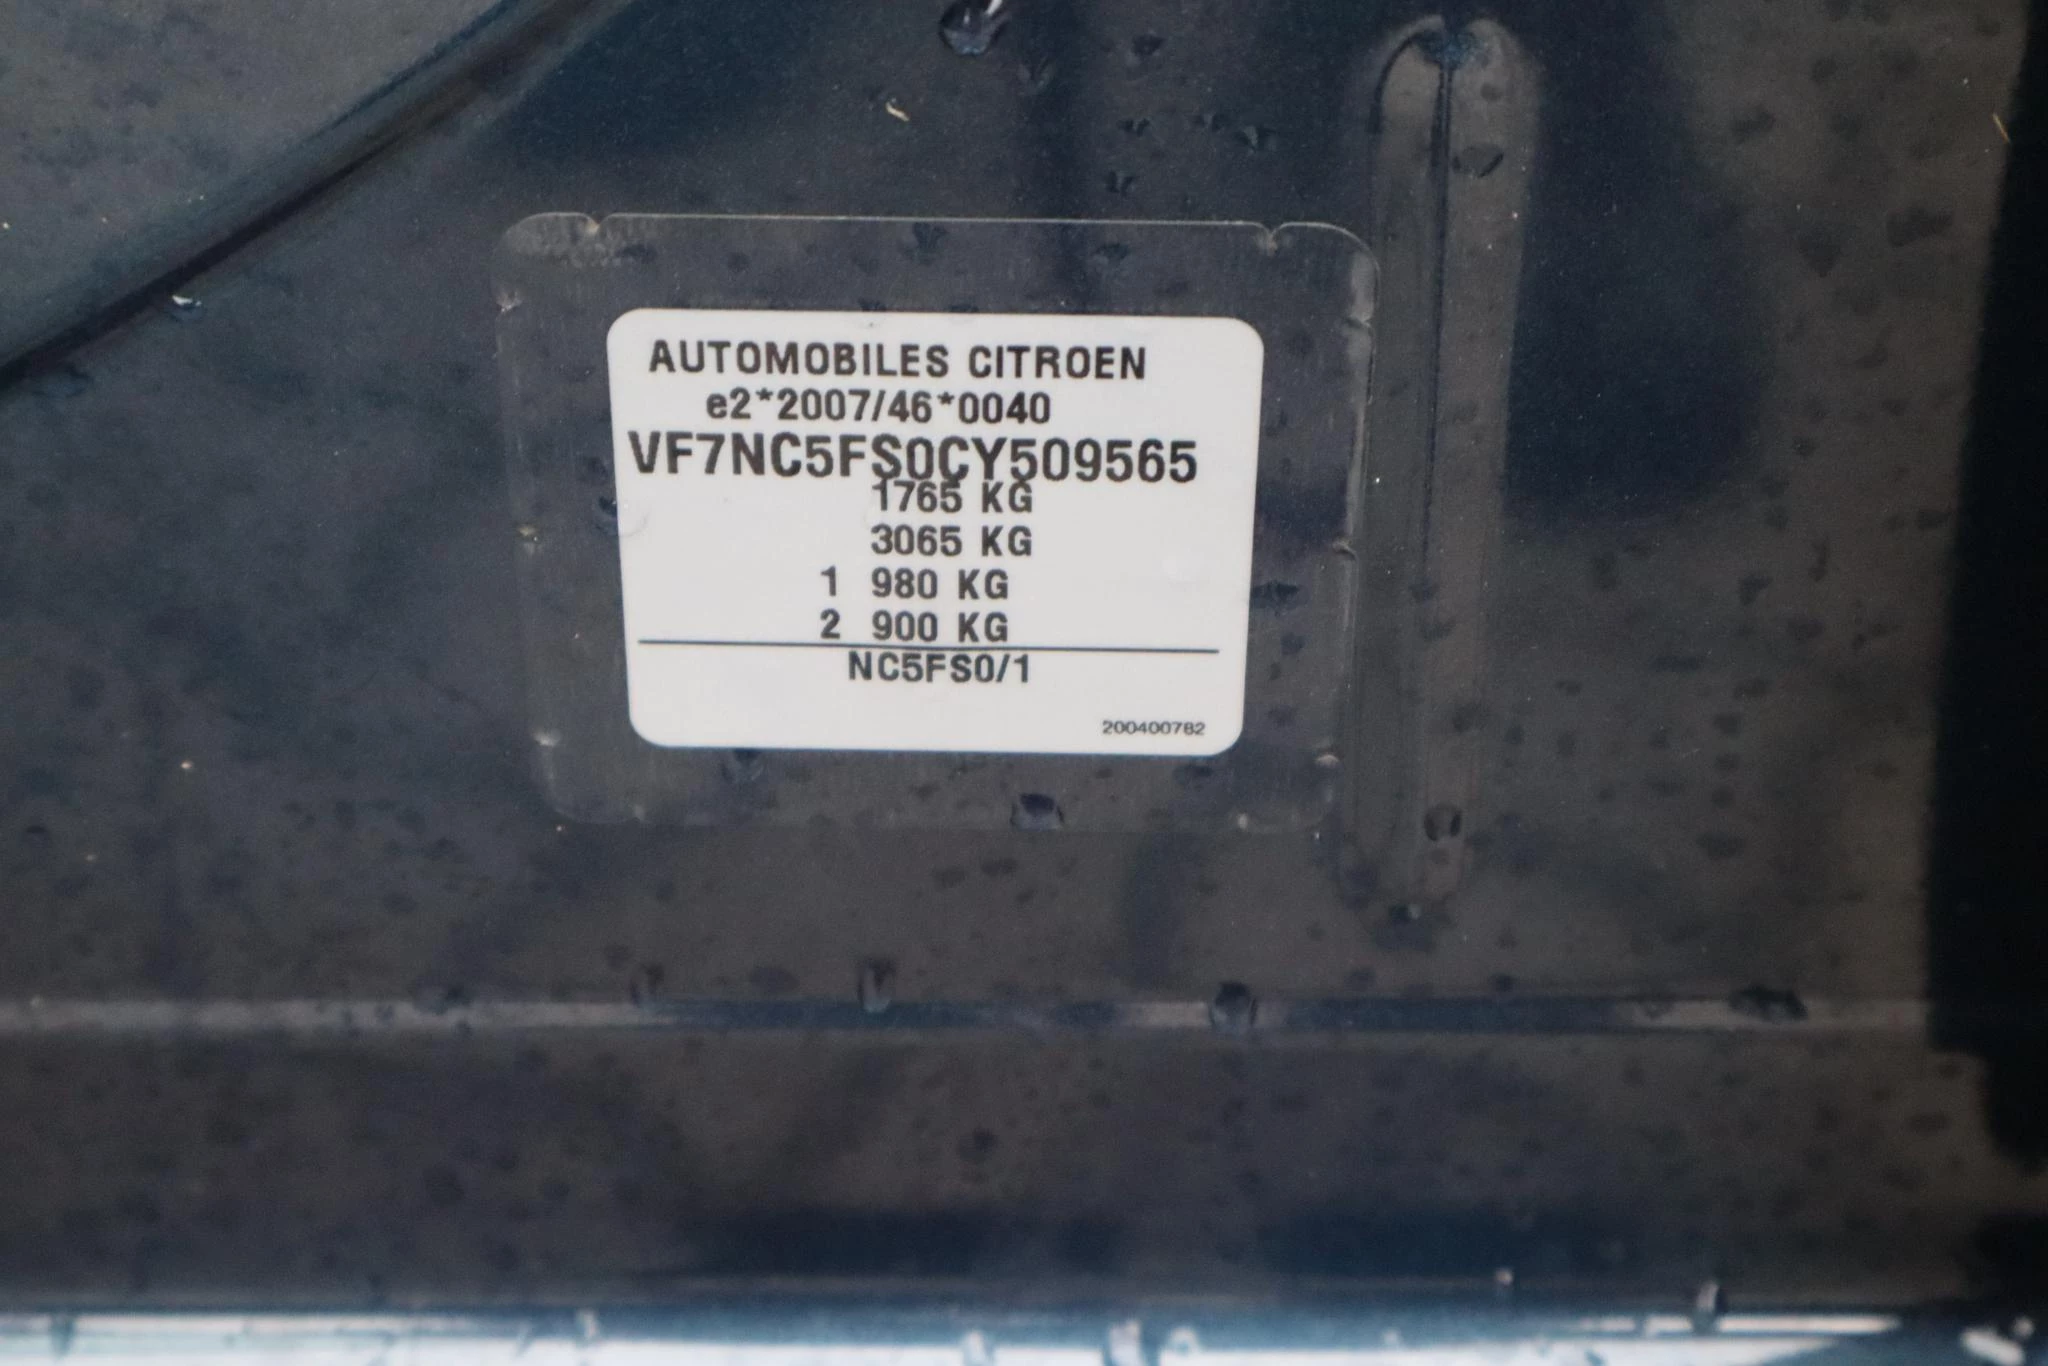 AUTOMOBILES CITROEN
e2*2007/46*0040
VF7NC5FS0CY509565
1765 KG
3065 KG
1 980 KG
2 900 KG
NC5FS0/1
200400782